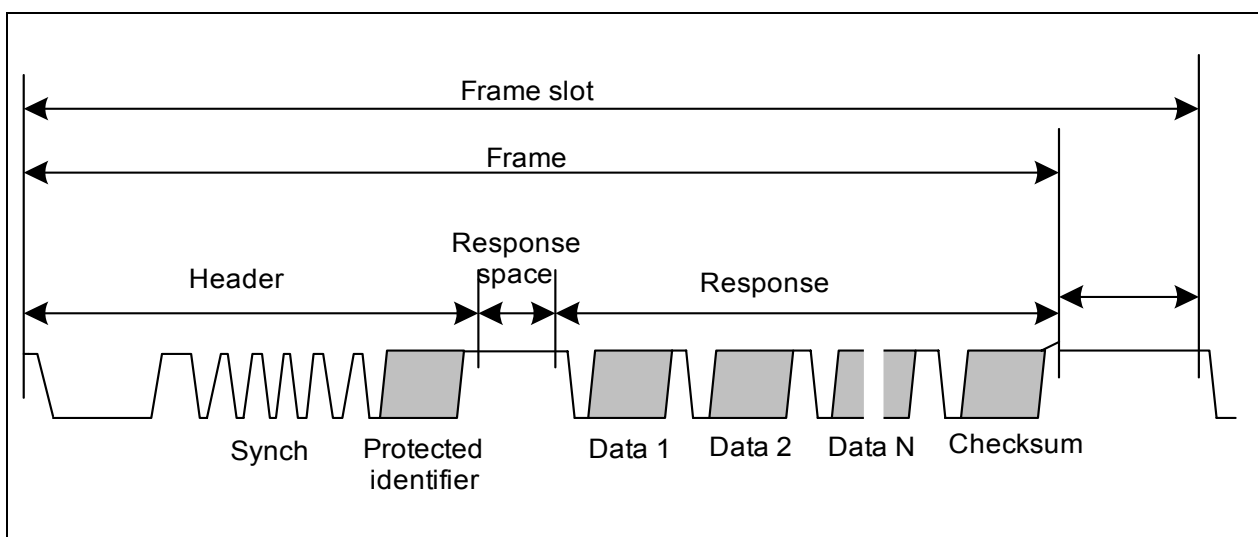 Frame slot
Frame
Header
Response
space
Response
Synch
Protected
identifier
Data 1
Data 2
Data N
Checksum